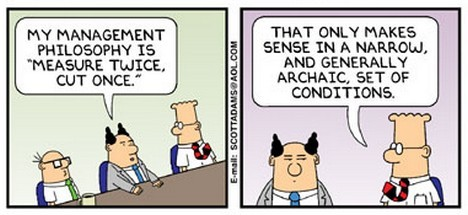 MY MANAGEMENT
PHILOSOPHY IS
"MEASURE TWICE,
CUT ONCE."
E-mail: SCOTTADAMS@AOL.COM
THAT ONLY MAKES
SENSE IN A NARROW,
AND GENERALLY
ARCHAIC, SET OF
CONDITIONS.